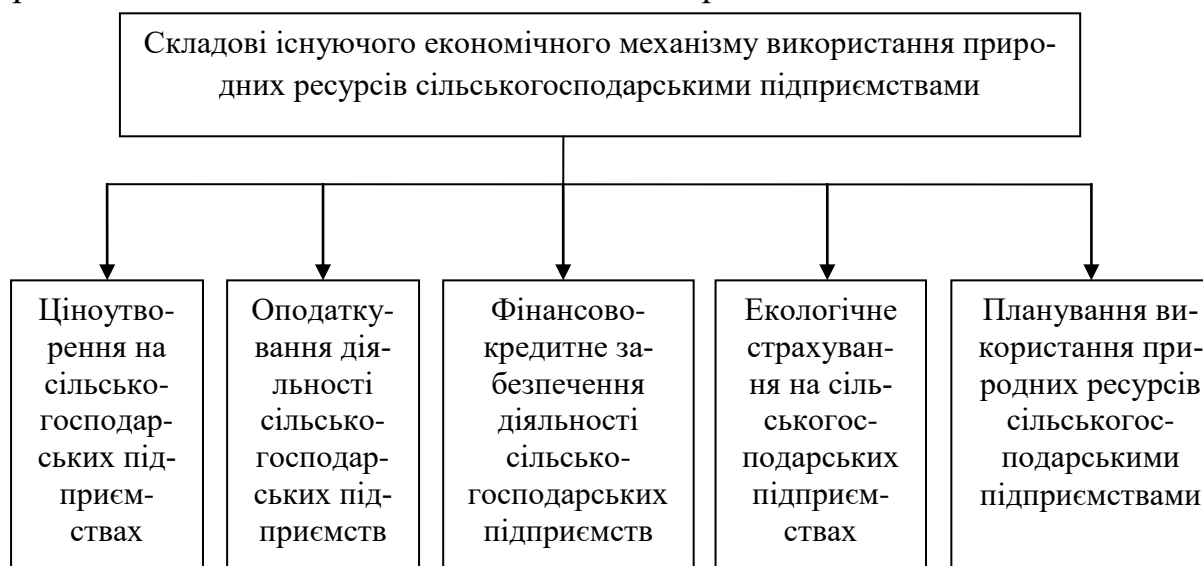 Складові існуючого економічного механізму використання приро-
дних ресурсів сільськогосподарськими підприємствами
Ціноутво-
рення на
сільсько-
господар-
ських під-
приєм-
ствах
Оподатку-
вання дія-
льності
сільсько-
господар-
ських під-
приємств
Фінансово-
кредитне за-
безпечення
діяльності
сільсько-
господарських
підприємств
Екологічне
страхуван-
ня на сіль-
ськогос-
подарських
підприєм-
ствах
Планування ви-
користання при-
родних ресурсів
сільськогос-
подарськими
підприємствами